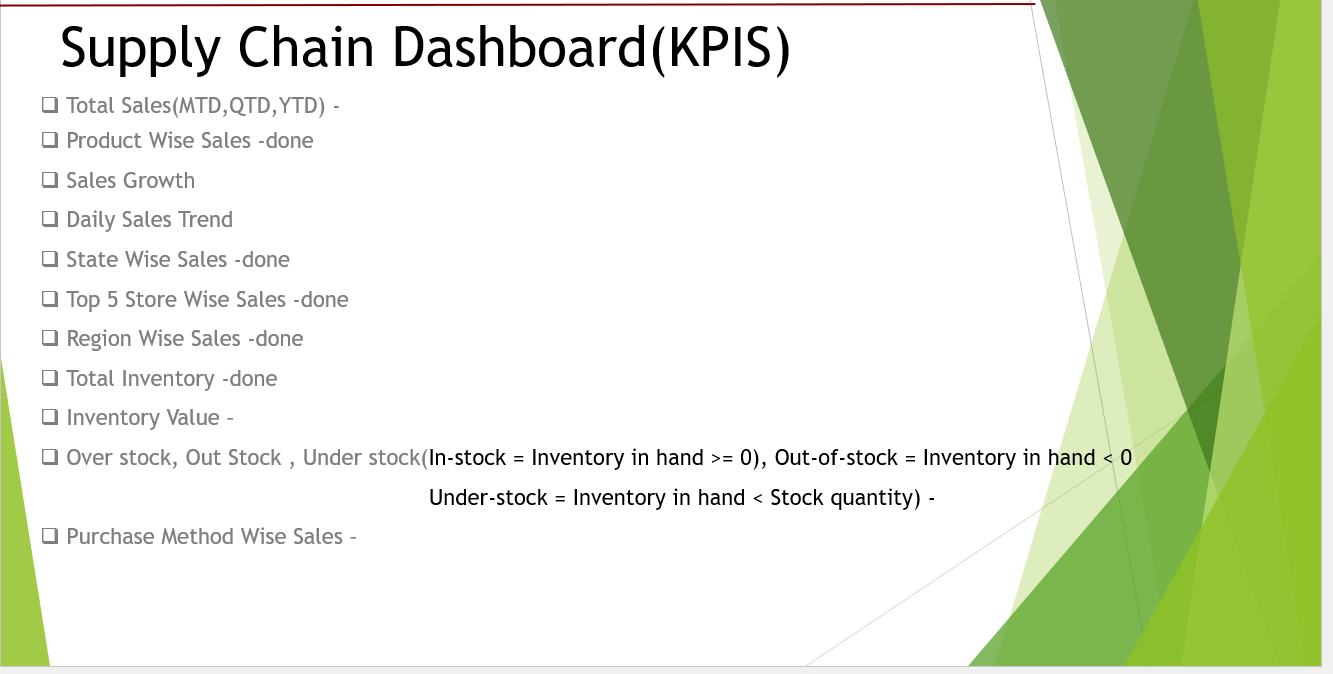 Supply Chain Dashboard(KPIS)
❑ Total Sales(MTD,QTD,YTD) -
❑ Product Wise Sales -done
❑ Sales Growth
❑ Daily Sales Trend
❑ State Wise Sales -done
❑ Top 5 Store Wise Sales -done
❑ Region Wise Sales -done
❑ Total Inventory -done
❑ Inventory Value -
❑ Over stock, Out Stock , Under stock(In-stock = Inventory in hand >= 0), Out-of-stock = Inventory in hand < 0
Under-stock = Inventory in hand < Stock quantity) -
❑ Purchase Method Wise Sales -